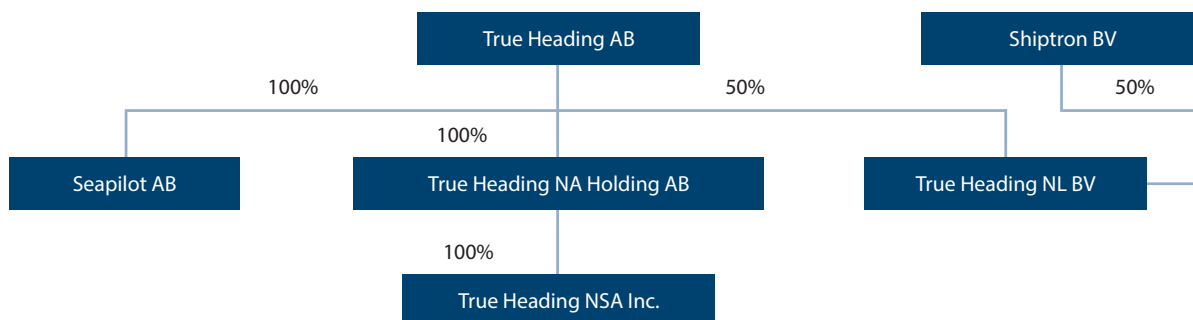 True Heading AB
Shiptron BV
100%
50%
50%
100%
Seapilot AB
True Heading NA Holding AB
True Heading NL BV
100%
True Heading NSA Inc.